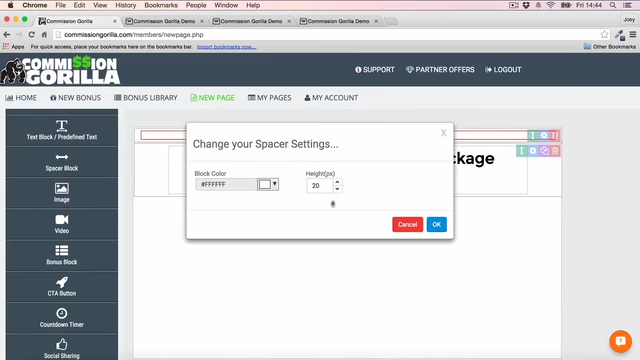 Chrome File Edit View History Bookmarks People Window Help
Fri 14:44
Commission Gorilla
Commission Gorilla Demo
Commission Gorilla Demo
Commission Gorilla Demo
Joey
commissiongorilla.com/members/newpage.php
Apps For quick access, place your bookmarks here on the bookmarks bar. Import bookmarks now...
Other Bookmarks
COMMI$$ION
GORILLA
SUPPORT PARTNER OFFERS LOGOUT
HOME NEW BONUS BONUS LIBRARY NEW PAGE MY PAGES MY ACCOUNT
Text Block / Predefined Text
Spacer Block
Image
Video
Bonus Block
CTA Button
Countdown Timer
Social Sharing
ckage
Change your Spacer Settings...
X
Block Color
Height(px)
#FFFFFF
20
Cancel
OK